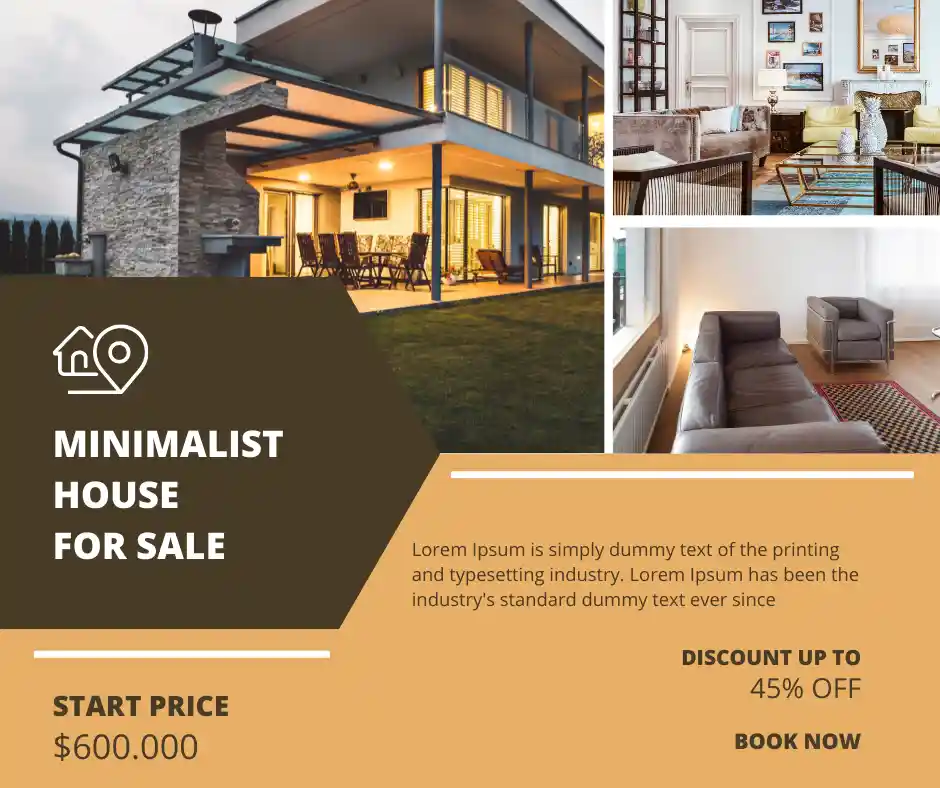 MINIMALIST
HOUSE
FOR SALE
Lorem Ipsum is simply dummy text of the printing
and typesetting industry. Lorem Ipsum has been the
industry's standard dummy text ever since
START PRICE
$600.000
DISCOUNT UP TO
45% OFF
BOOK NOW